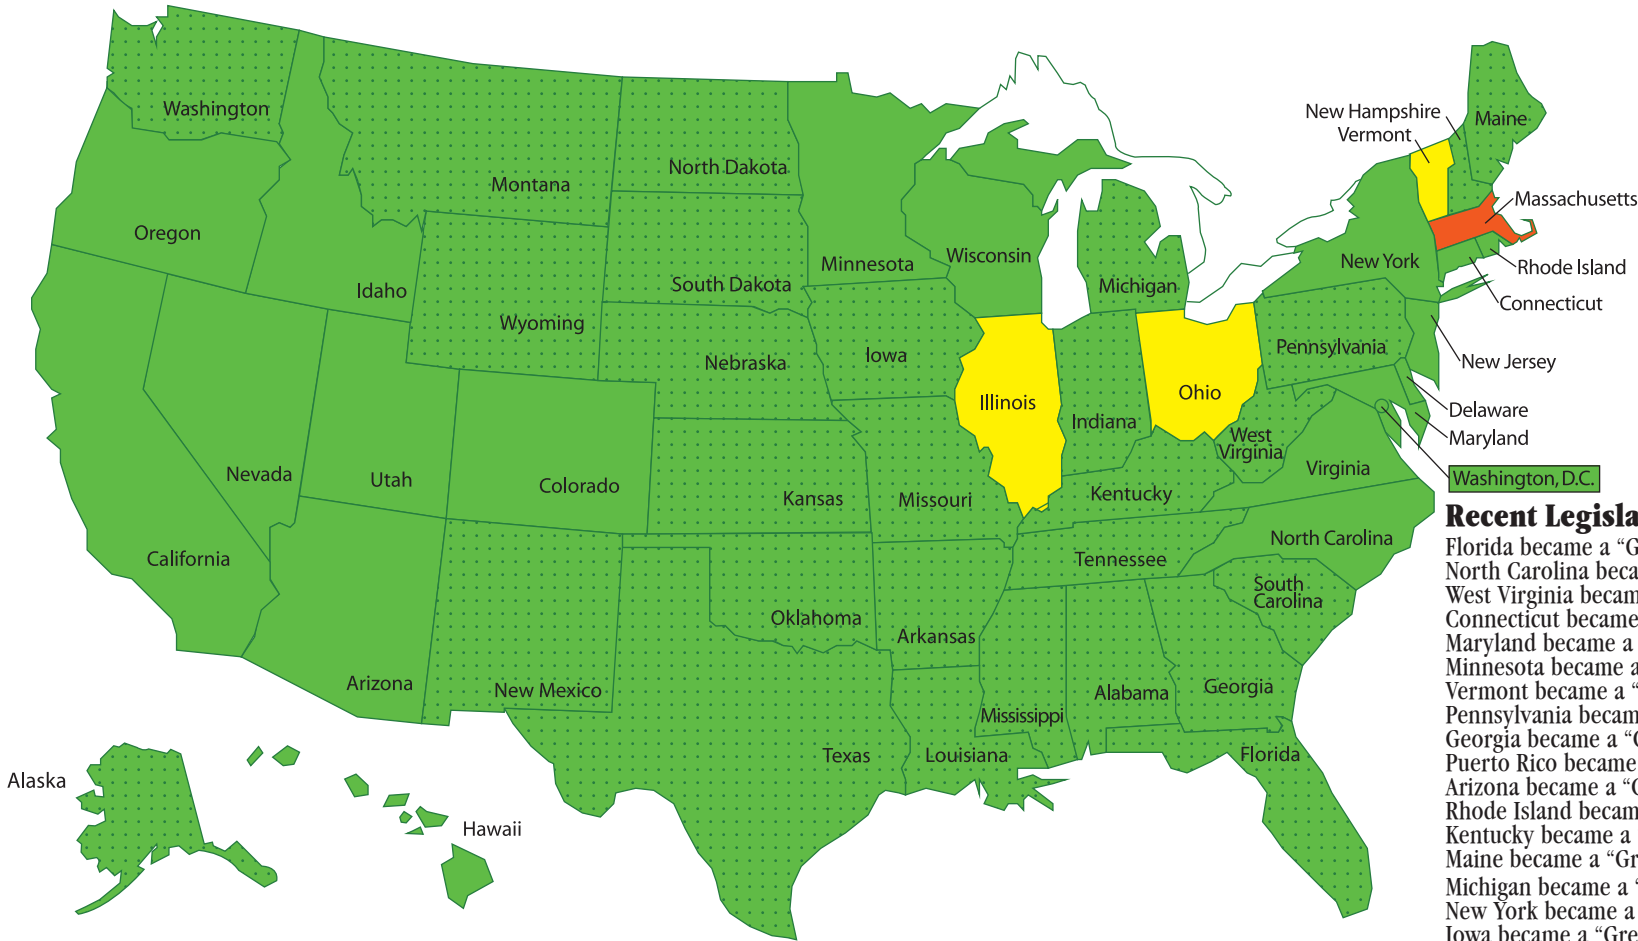 New Hampshire
Vermont
Maine
Washington
Montana
North Dakota
Massachusetts
Oregon
Idaho
Wyoming
South Dakota
Minnesota
Wisconsin
Michigan
New York
Rhode Island
Connecticut
Nebraska
Iowa
Illinois
Indiana
Ohio
Pennsylvania
New Jersey
Delaware
Maryland
Washington, D.C.
Nevada
Utah
Colorado
Kansas
Missouri
Kentucky
West
Virginia
Virginia
California
Arizona
New Mexico
Oklahoma
Arkansas
Tennessee
North Carolina
South
Carolina
Texas
Louisiana
Mississippi
Alabama
Georgia
Florida
Alaska
Hawaii
Recent Legisla
Florida became a “G
North Carolina beca
West Virginia becam
Connecticut became
Maryland became a
Minnesota became a
Vermont became a “
Pennsylvania becam
Georgia became a “G
Puerto Rico became
Arizona became a “G
Rhode Island becam
Kentucky became a
Maine became a “Gr
Michigan became a “
New York became a
Iowa became a “Gre